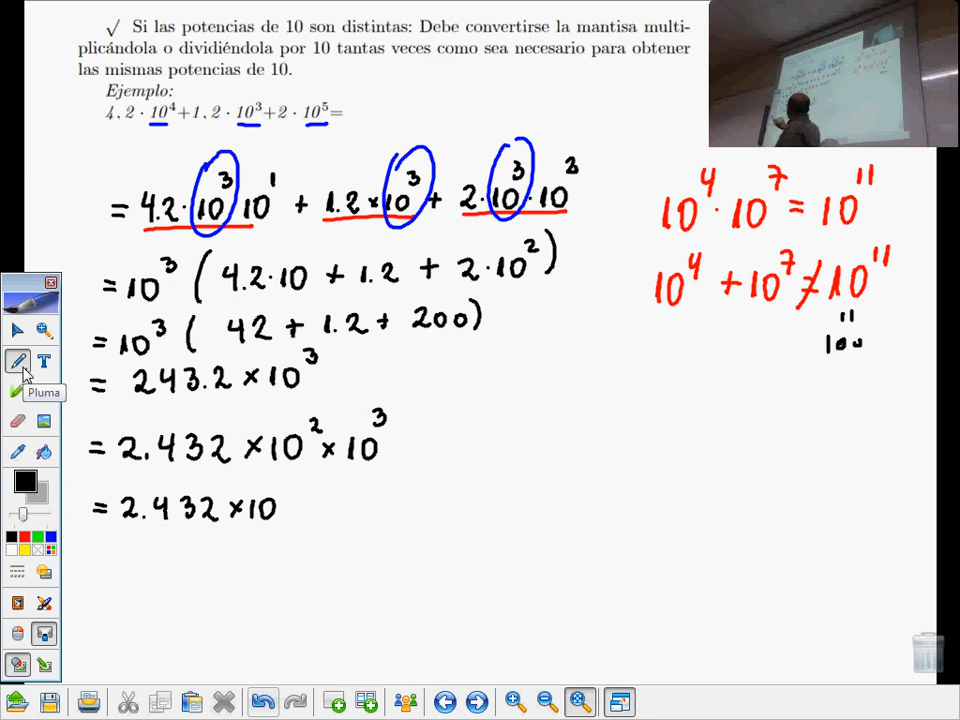 √ Si las potencias de 10 son distintas: Debe convertirse la mantisa multi-
plicándola o dividiéndola por 10 tantas veces como sea necesario para obtener
las mismas potencias de 10.
Ejemplo:
4,2 · 10⁴+1,2 · 10³+2 · 10⁵=
= 4.2·10³10¹ + 1.2×10³ + 2·10³·10²
= 10³ ( 4.2·10 + 1.2 + 2·10²)
= 10³ ( 42 + 1.2 + 200)
= 243.2 × 10³
= 2.432 × 10² × 10³
= 2.432 × 10
10⁴ · 10⁷ = 10¹¹
10⁴ + 10⁷ ≠ 10¹¹
11
100
Pluma